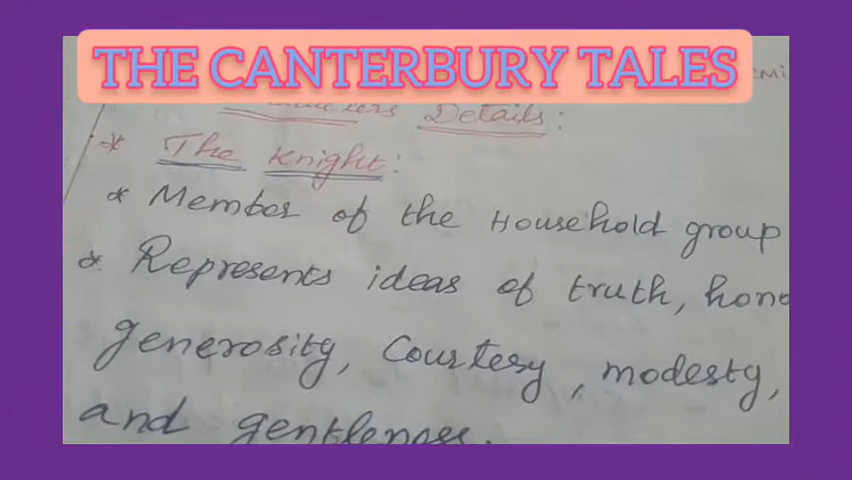 THE CANTERBURY TALES
Details:
* The Knight:
* Member of the Household group
* Represents ideas of truth,
generosity, Courtesy, modesty,
and gentleness.